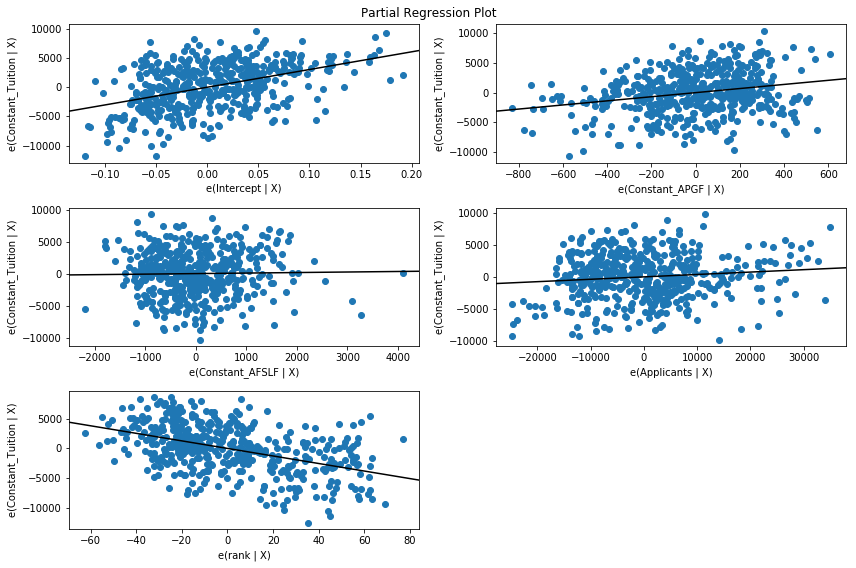 Partial Regression Plot
10000
5000
0
−5000
−10000
e(Constant_Tuition | X)
−0.10 −0.05 0.00 0.05 0.10 0.15 0.20
e(Intercept | X)
10000
5000
0
−5000
−10000
e(Constant_Tuition | X)
−800 −600 −400 −200 0 200 400 600
e(Constant_APGF | X)
10000
5000
0
−5000
−10000
e(Constant_Tuition | X)
−2000 −1000 0 1000 2000 3000 4000
e(Constant_AFSLF | X)
10000
5000
0
−5000
−10000
e(Constant_Tuition | X)
−20000 −10000 0 10000 20000 30000
e(Applicants | X)
5000
0
−5000
−10000
e(Constant_Tuition | X)
−60 −40 −20 0 20 40 60 80
e(rank | X)